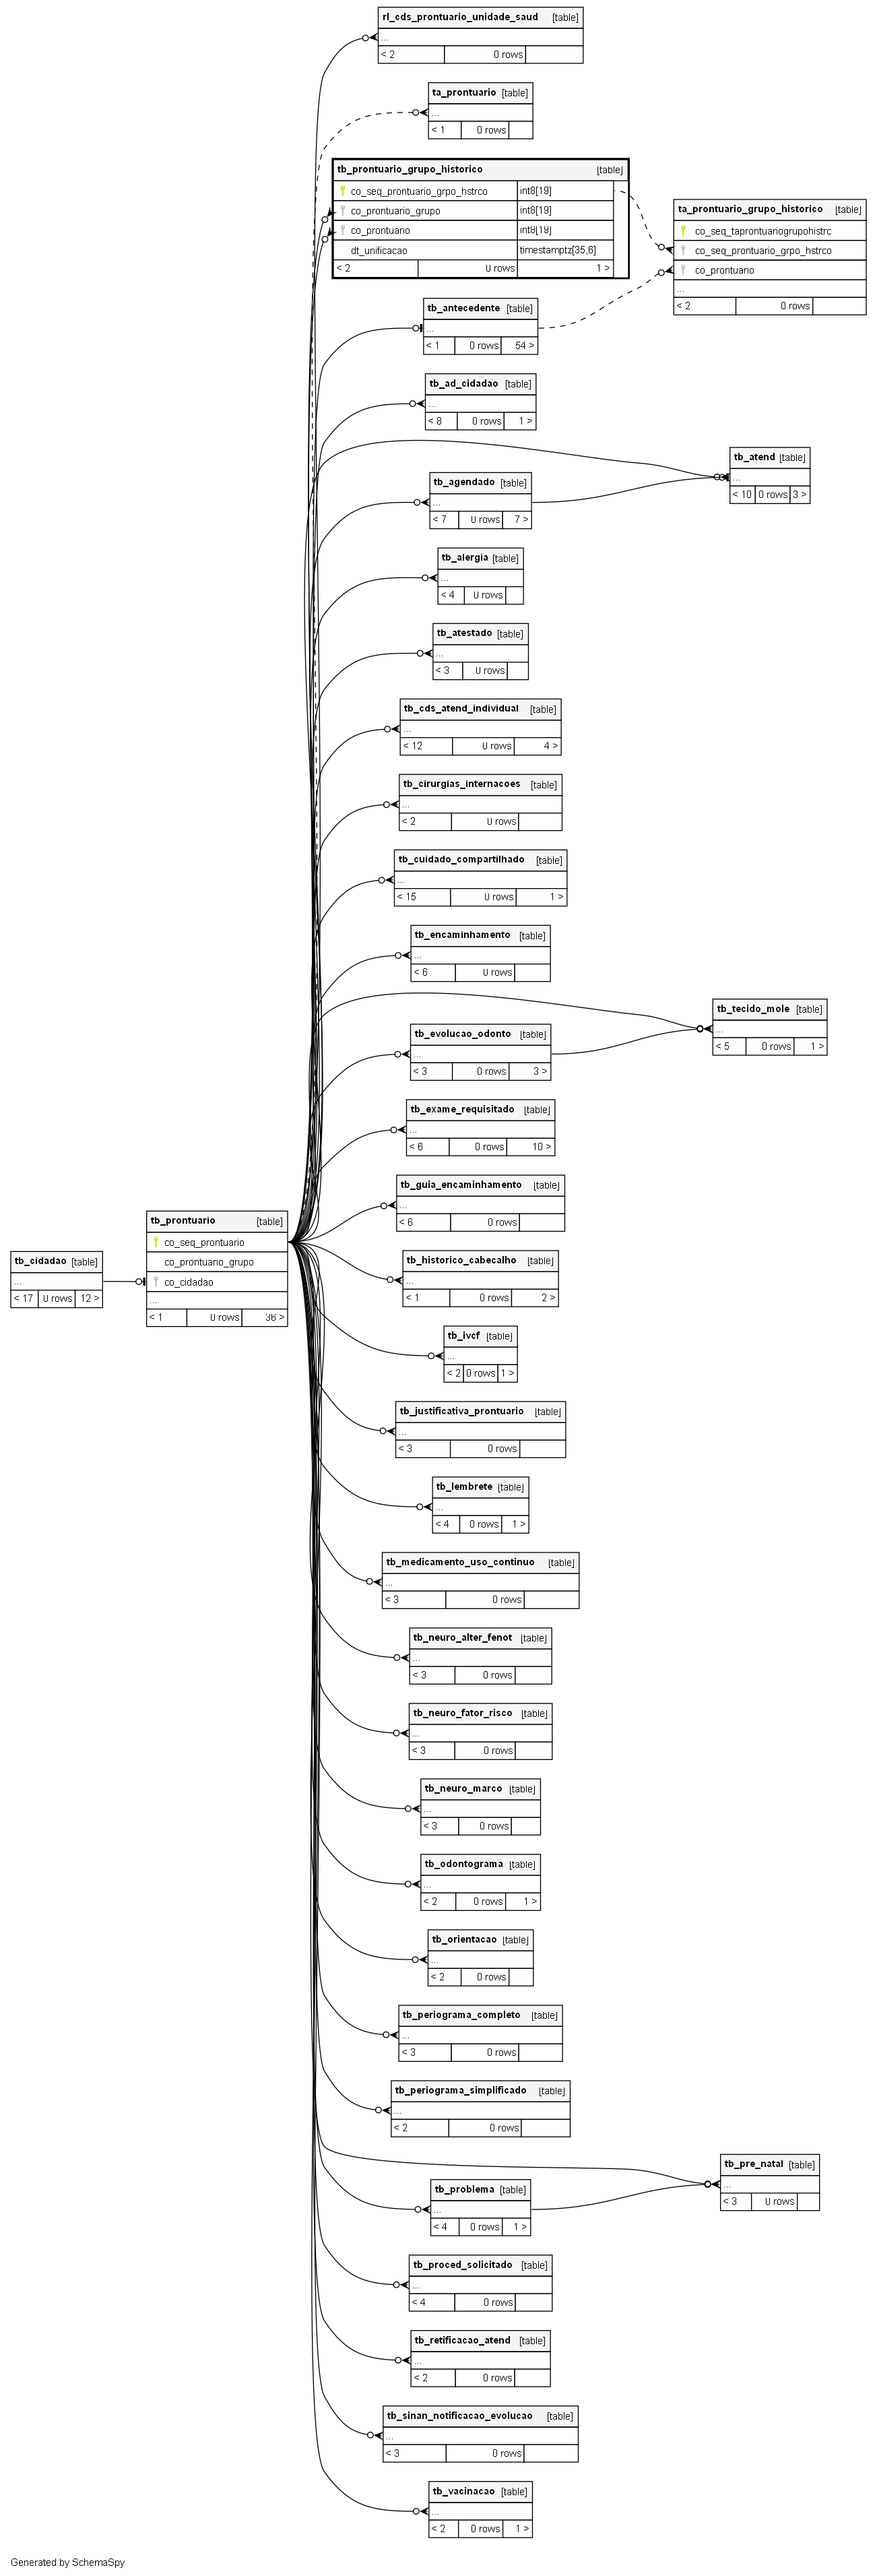 rl_cds_prontuario_unidade_saud [table]
...
< 2 0 rows
ta_prontuario [table]
...
< 1 0 rows
tb_prontuario_grupo_historico [table]
co_seq_prontuario_grpo_hstrco int8[19]
co_prontuario_grupo int8[19]
co_prontuario int8[19]
dt_unificacao timestamptz[35,6]
< 2 0 rows 1 >
ta_prontuario_grupo_historico [table]
co_seq_taprontuariogrupohistrc
co_seq_prontuario_grpo_hstrco
co_prontuario
...
< 2 0 rows
tb_antecedente [table]
...
< 1 0 rows 54 >
tb_ad_cidadao [table]
...
< 8 0 rows 1 >
tb_atend [table]
...
< 10 0 rows 3 >
tb_agendado [table]
...
< 7 0 rows 7 >
tb_alergia [table]
...
< 4 0 rows
tb_atestado [table]
...
< 3 0 rows
tb_cds_atend_individual [table]
...
< 12 0 rows 4 >
tb_cirurgias_internacoes [table]
...
< 2 0 rows
tb_cuidado_compartilhado [table]
...
< 15 0 rows 1 >
tb_encaminhamento [table]
...
< 6 0 rows
tb_tecido_mole [table]
...
< 5 0 rows 1 >
tb_evolucao_odonto [table]
...
< 3 0 rows 3 >
tb_exame_requisitado [table]
...
< 6 0 rows 10 >
tb_guia_encaminhamento [table]
...
< 6 0 rows
tb_prontuario [table]
co_seq_prontuario
co_prontuario_grupo
co_cidadao
...
< 1 0 rows 36 >
tb_cidadao [table]
...
< 17 0 rows 12 >
tb_historico_cabecalho [table]
...
< 1 0 rows 2 >
tb_ivcf [table]
...
< 2 0 rows 1 >
tb_justificativa_prontuario [table]
...
< 3 0 rows
tb_lembrete [table]
...
< 4 0 rows 1 >
tb_medicamento_uso_continuo [table]
...
< 3 0 rows
tb_neuro_alter_fenot [table]
...
< 3 0 rows
tb_neuro_fator_risco [table]
...
< 3 0 rows
tb_neuro_marco [table]
...
< 3 0 rows
tb_odontograma [table]
...
< 2 0 rows 1 >
tb_orientacao [table]
...
< 2 0 rows
tb_periograma_completo [table]
...
< 3 0 rows
tb_periograma_simplificado [table]
...
< 2 0 rows
tb_pre_natal [table]
...
< 3 0 rows
tb_problema [table]
...
< 4 0 rows 1 >
tb_proced_solicitado [table]
...
< 4 0 rows
tb_retificacao_atend [table]
...
< 2 0 rows
tb_sinan_notificacao_evolucao [table]
...
< 3 0 rows
tb_vacinacao [table]
...
< 2 0 rows 1 >
Generated by SchemaSpy